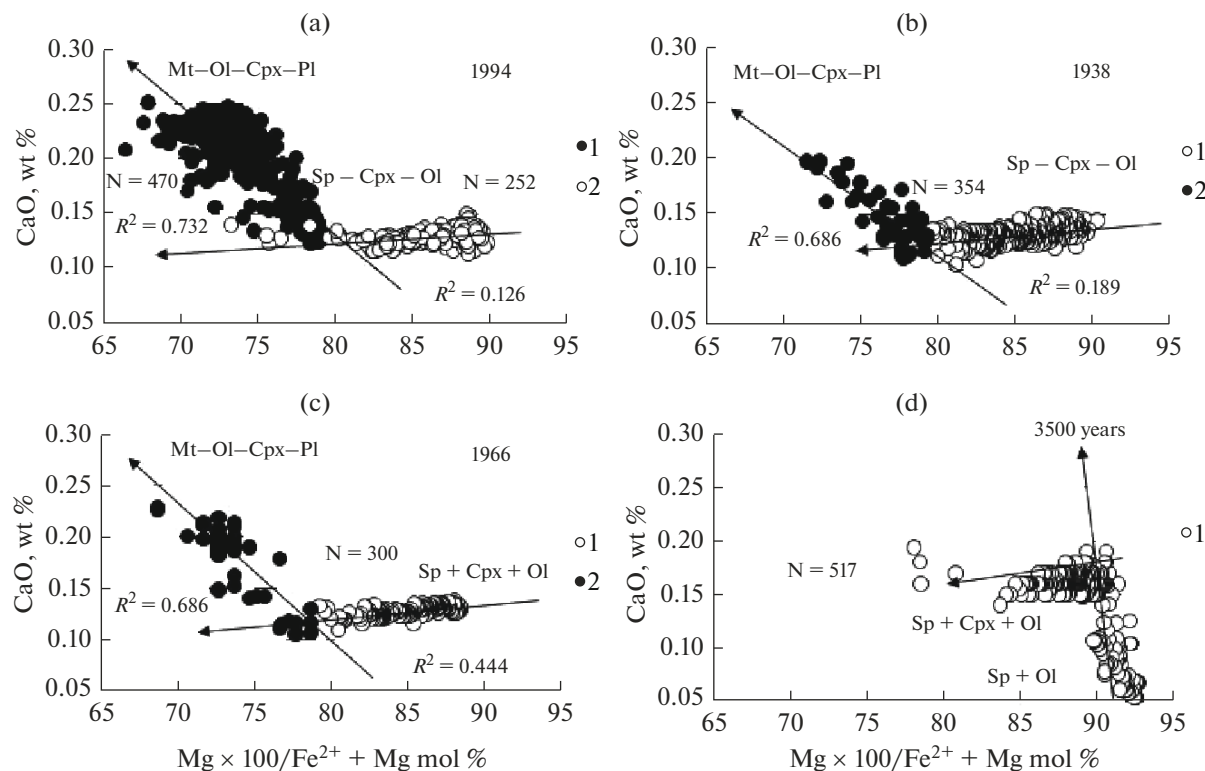 (a)
0.30
Mt–Ol–Cpx–Pl
1994
0.25
0.20
Sp – Cpx – Ol
N = 470
N = 252
0.15
R² = 0.732
0.10
R² = 0.126
0.05
65 70 75 80 85 90 95
CaO, wt %
1
2
(b)
0.30
Mt–Ol–Cpx–Pl
1938
0.25
0.20
N = 354
Sp – Cpx – Ol
0.15
R² = 0.686
0.10
R² = 0.189
0.05
65 70 75 80 85 90 95
CaO, wt %
1
2
(c)
0.30
Mt–Ol–Cpx–Pl
1966
0.25
0.20
N = 300
Sp + Cpx + Ol
0.15
R² = 0.686
0.10
R² = 0.444
0.05
65 70 75 80 85 90 95
CaO, wt %
Mg × 100/Fe²⁺ + Mg mol %
1
2
(d)
0.30
3500 years
0.25
0.20
N = 517
0.15
Sp + Cpx + Ol
0.10
Sp + Ol
0.05
65 70 75 80 85 90 95
CaO, wt %
Mg × 100/Fe²⁺ + Mg mol %
1